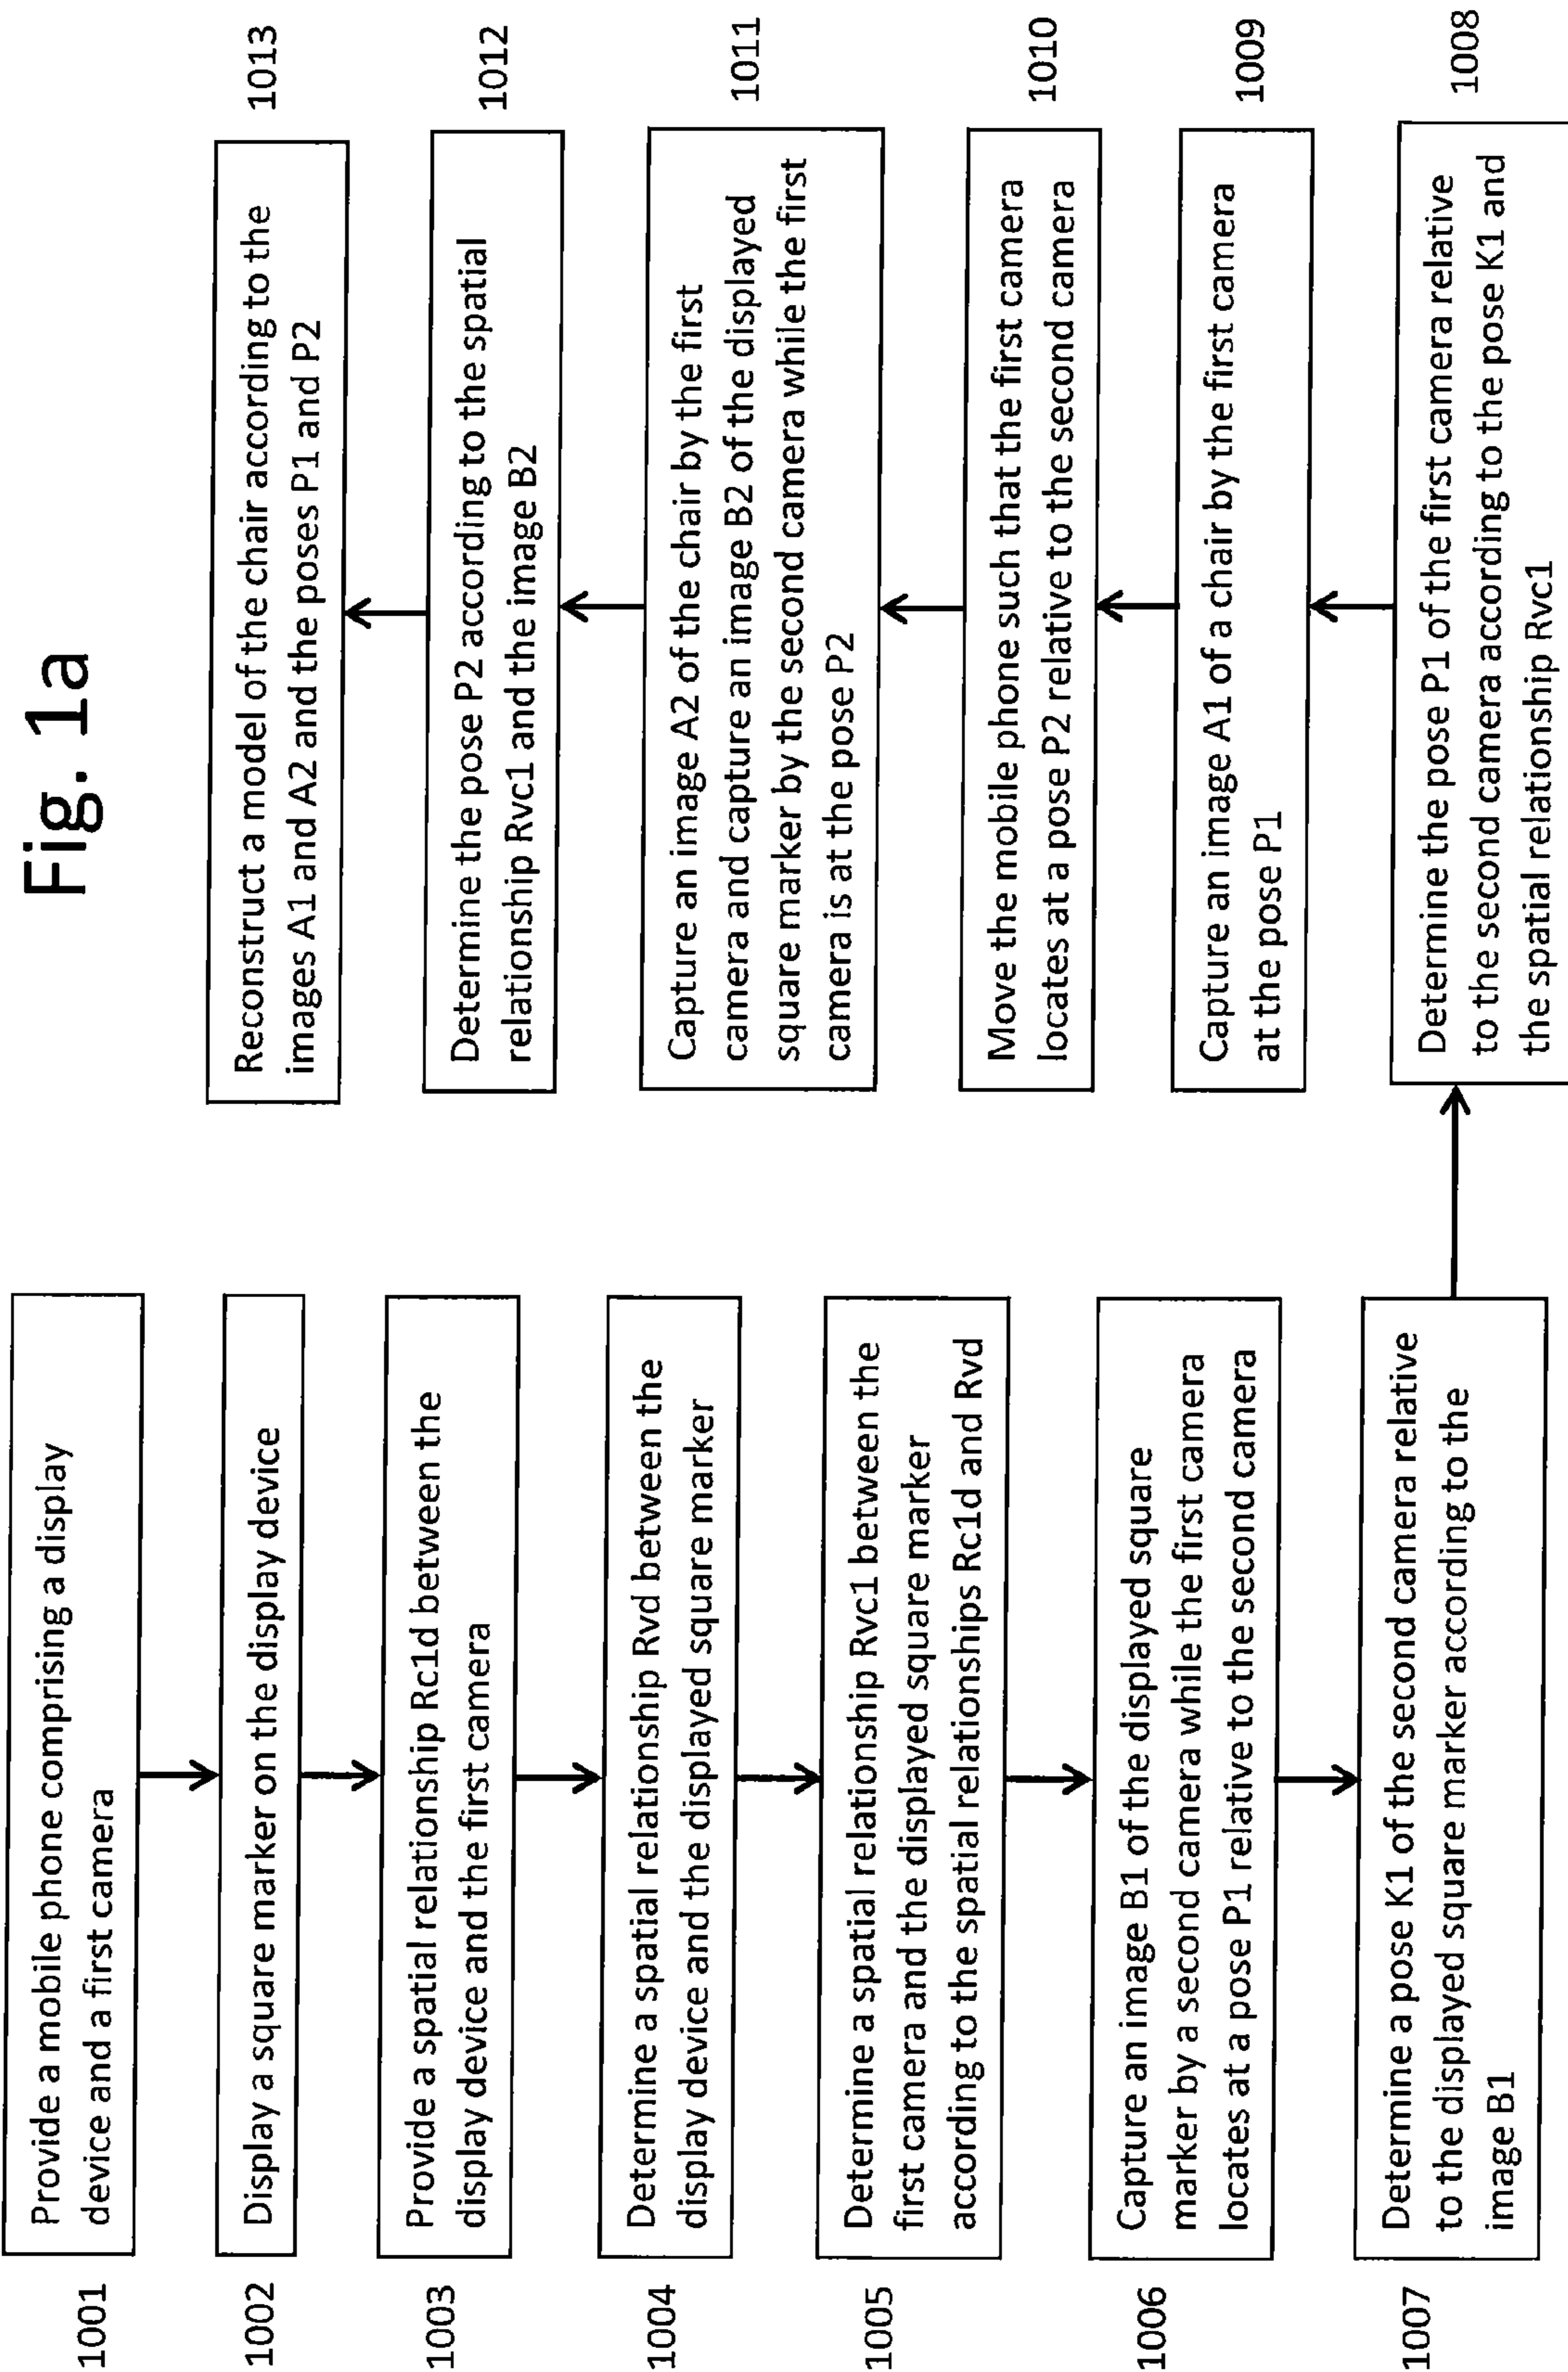 Fig. 1a
1001
Provide a mobile phone comprising a display
device and a first camera
1002
Display a square marker on the display device
1003
Provide a spatial relationship Rc1d between the
display device and the first camera
1004
Determine a spatial relationship Rvd between the
display device and the displayed square marker
1005
Determine a spatial relationship Rvc1 between the
first camera and the displayed square marker
according to the spatial relationships Rc1d and Rvd
1006
Capture an image B1 of the displayed square
marker by a second camera while the first camera
locates at a pose P1 relative to the second camera
1007
Determine a pose K1 of the second camera relative
to the displayed square marker according to the
image B1
1008
Determine the pose P1 of the first camera relative
to the second camera according to the pose K1 and
the spatial relationship Rvc1
1009
Capture an image A1 of a chair by the first camera
at the pose P1
1010
Move the mobile phone such that the first camera
locates at a pose P2 relative to the second camera
1011
Capture an image A2 of the chair by the first
camera and capture an image B2 of the displayed
square marker by the second camera while the first
camera is at the pose P2
1012
Determine the pose P2 according to the spatial
relationship Rvc1 and the image B2
1013
Reconstruct a model of the chair according to the
images A1 and A2 and the poses P1 and P2